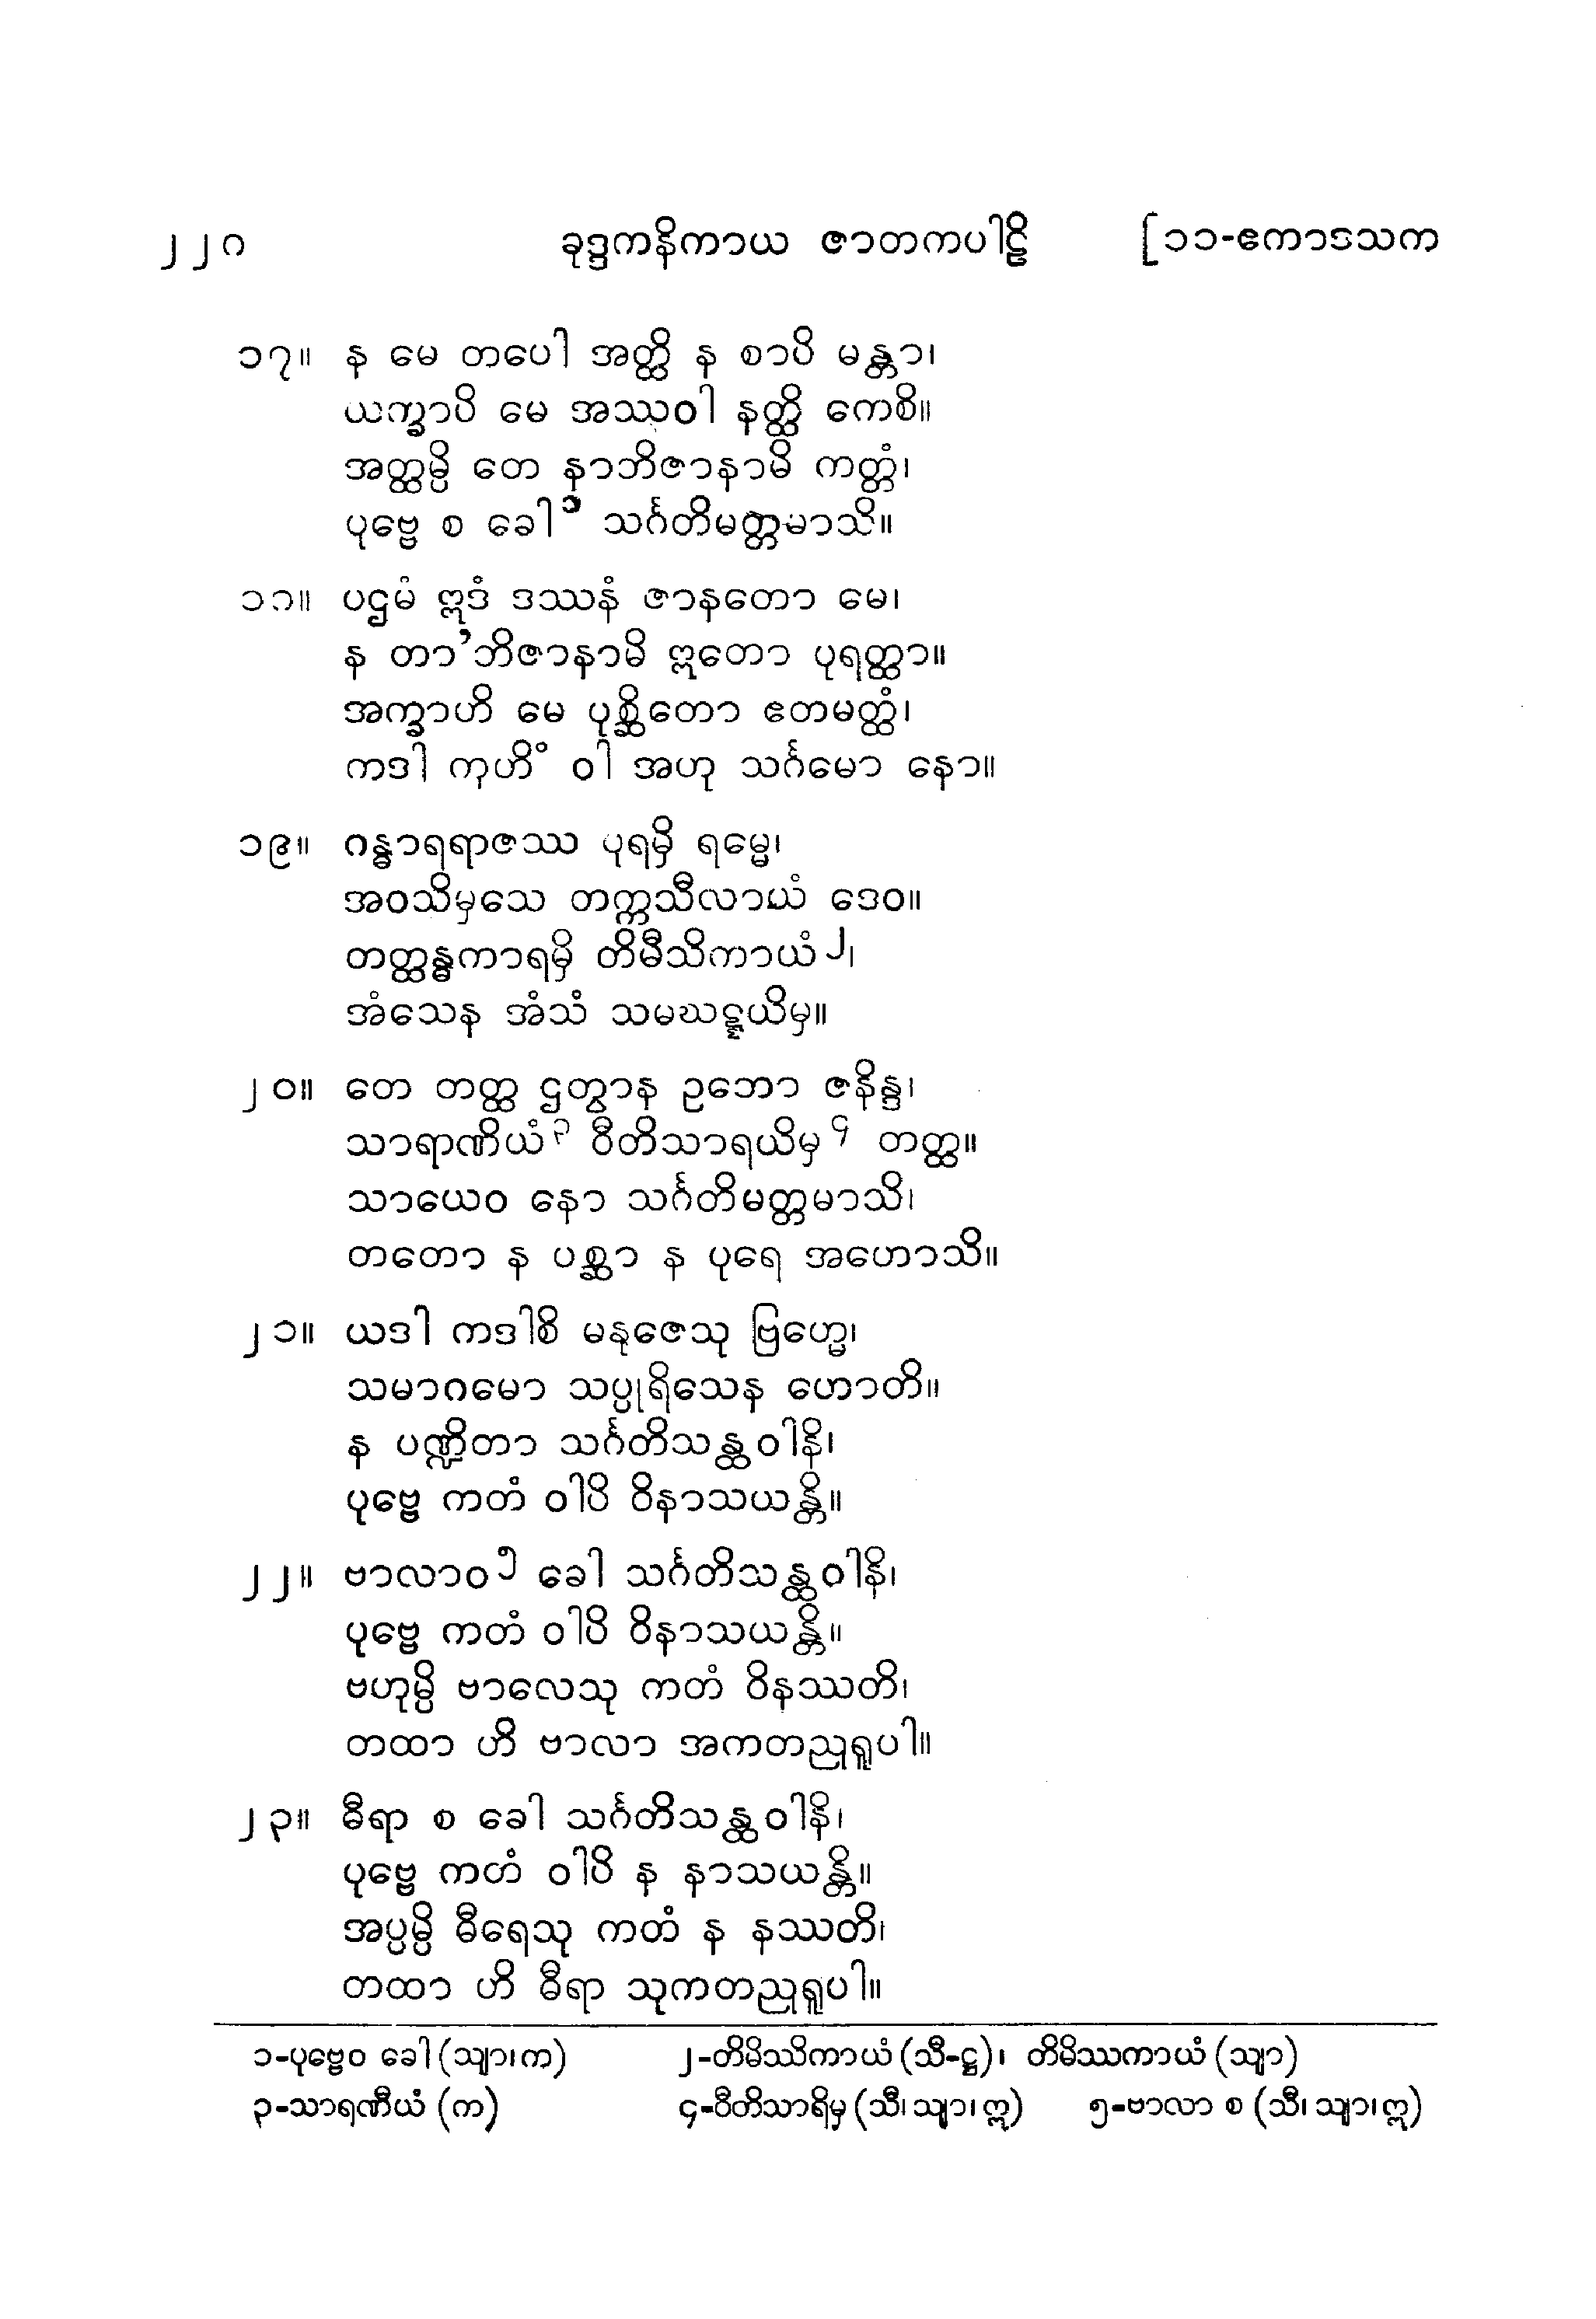 ၂၂၈ ခုဒ္ဒကနိကာယ ဇာတကပါဠိ [၁၁-ဧကာဒသက
၁၇။ န မေ တပေါ အတ္ထိ န စာပိ မန္တာ၊
ယက္ခာပိ မေ အဿဝါ နတ္ထိ ကေစိ။
အတ္ထမ္ပိ တေ နာဘိဇာနာမိ ကတ္တံ၊
ပုဗ္ဗေ စ ခေါ ၁ သင်္ဂတိမတ္တမာသိ။
၁၈။ ပဌမံ ဣဒံ ဒဿနံ ဇာနတော မေ၊
န တာ’ဘိဇာနာမိ ဣတော ပုရတ္ထာ။
အက္ခာဟိ မေ ပုစ္ဆိတော ဧတမတ္ထံ၊
ကဒါ ကုဟိံ ဝါ အဟု သင်္ဂမော နော။
၁၉။ ဂန္ဓာရရာဇဿ ပုရမှိ ရမ္မေ၊
အဝသိမှသေ တက္ကသီလာယံ ဒေဝ။
တတ္ထန္ဓကာရမှိ တိမီသိကာယံ ၂၊
အံသေန အံသံ သမဃဋ္ဋယိမှ။
၂၀။ တေ တတ္ထ ဌတွာန ဥဘော ဇနိန္ဒ၊
သာရာဏိယံ ၃ ဝီတိသာရယိမှ ၄ တတ္ထ။
သာယေဝ နော သင်္ဂတိမတ္တမာသိ၊
တတော န ပစ္ဆာ န ပုရေ အဟောသိ။
၂၁။ ယဒါ ကဒါစိ မနုဇေသု ဗြဟ္မေ၊
သမာဂမော သပ္ပုရိသေန ဟောတိ။
န ပဏ္ဍိတာ သင်္ဂတိသန္ထဝါနိ၊
ပုဗ္ဗေ ကတံ ဝါပိ ဝိနာသယန္တိ။
၂၂။ ဗာလာဝ ၅ ခေါ သင်္ဂတိသန္ထဝါနိ၊
ပုဗ္ဗေ ကတံ ဝါပိ ဝိနာသယန္တိ။
ဗဟုမ္ပိ ဗာလေသု ကတံ ဝိနဿတိ၊
တထာ ဟိ ဗာလာ အကတညုရူပါ။
၂၃။ ဓီရာ စ ခေါ သင်္ဂတိသန္ထဝါနိ၊
ပုဗ္ဗေ ကတံ ဝါပိ န နာသယန္တိ။
အပ္ပမ္ပိ ဓီရေသု ကတံ န နဿတိ၊
တထာ ဟိ ဓီရာ သုကတညုရူပါ။
၁-ပုဗ္ဗေဝ ခေါ (သျာ၊ က) ၂-တိမိဿိကာယံ (သီ-ဋ္ဌ)၊ တိမိဿကာယံ (သျာ)
၃-သာရဏီယံ (က) ၄-ဝီတိသာရိမှ (သီ၊ သျာ၊ ဣ) ၅-ဗာလာ စ (သီ၊ သျာ၊ ဣ)